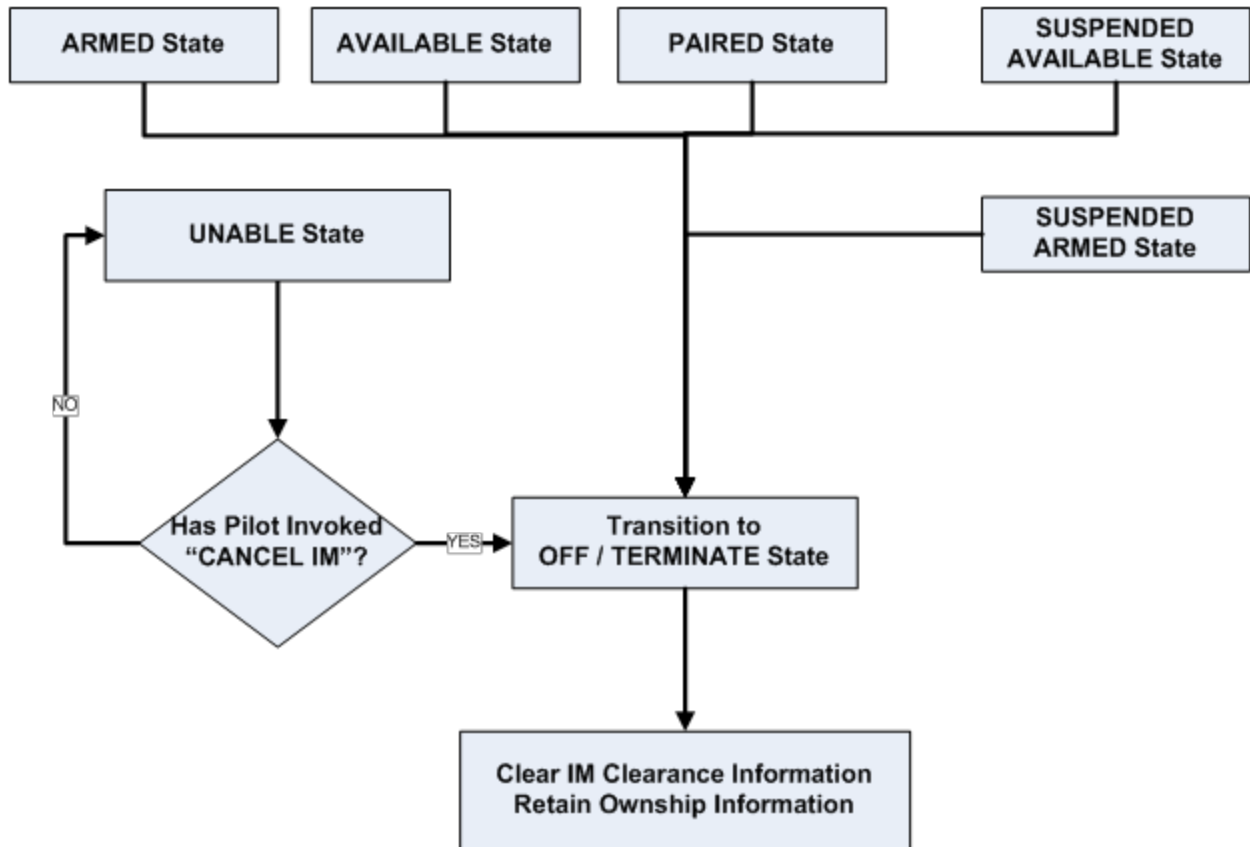 ARMED State
AVAILABLE State
PAIRED State
SUSPENDED
AVAILABLE State
UNABLE State
SUSPENDED
ARMED State
NO
Has Pilot Invoked
“CANCEL IM”?
YES
Transition to
OFF / TERMINATE State
Clear IM Clearance Information
Retain Ownship Information